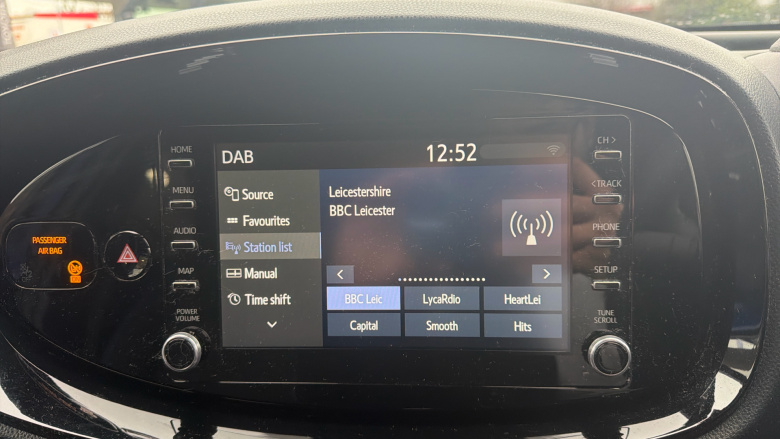 HOME
MENU
AUDIO
MAP
POWER
VOLUME
PASSENGER
AIR BAG
DAB
12:52
Source
Favourites
Station list
Manual
Time shift
Leicestershire
BBC Leicester
BBC Leic
LycaRdio
HeartLei
Capital
Smooth
Hits
CH >
< TRACK
PHONE
SETUP
TUNE
SCROLL